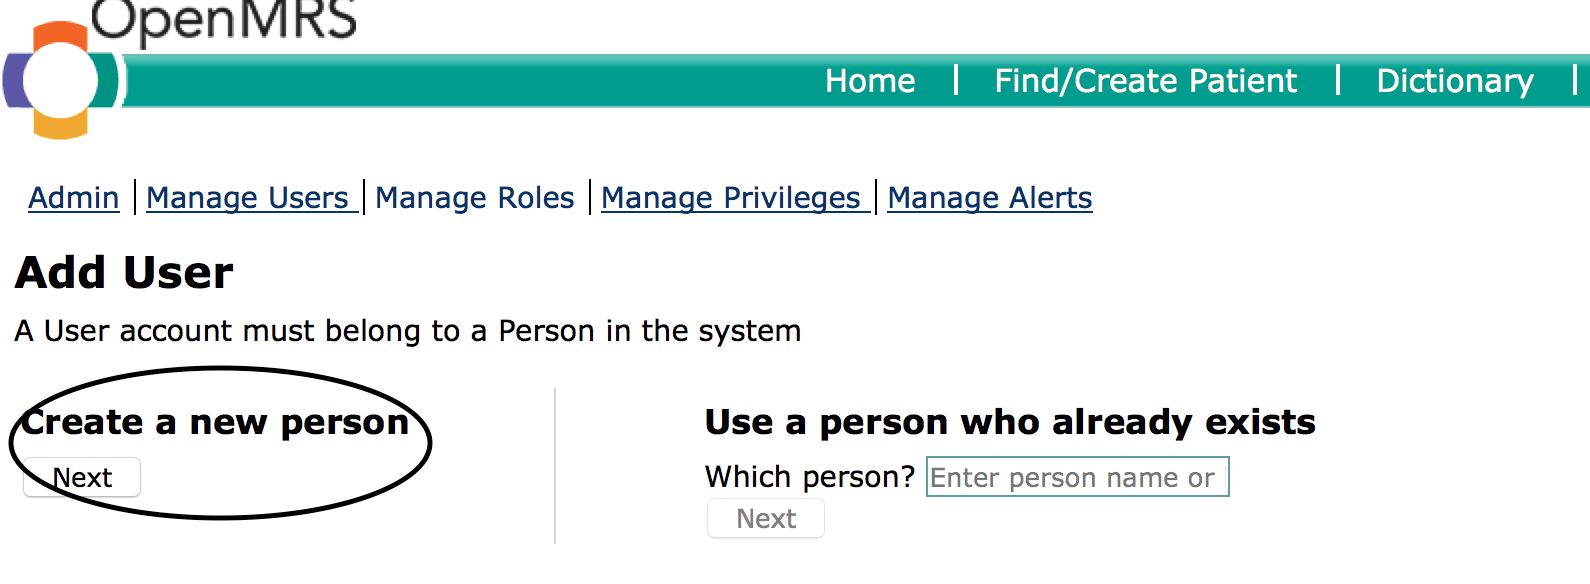 OpenMRS
Home | Find/Create Patient | Dictionary |
Admin | Manage Users | Manage Roles | Manage Privileges | Manage Alerts
Add User
A User account must belong to a Person in the system
Create a new person
Next
Use a person who already exists
Which person? Enter person name or
Next